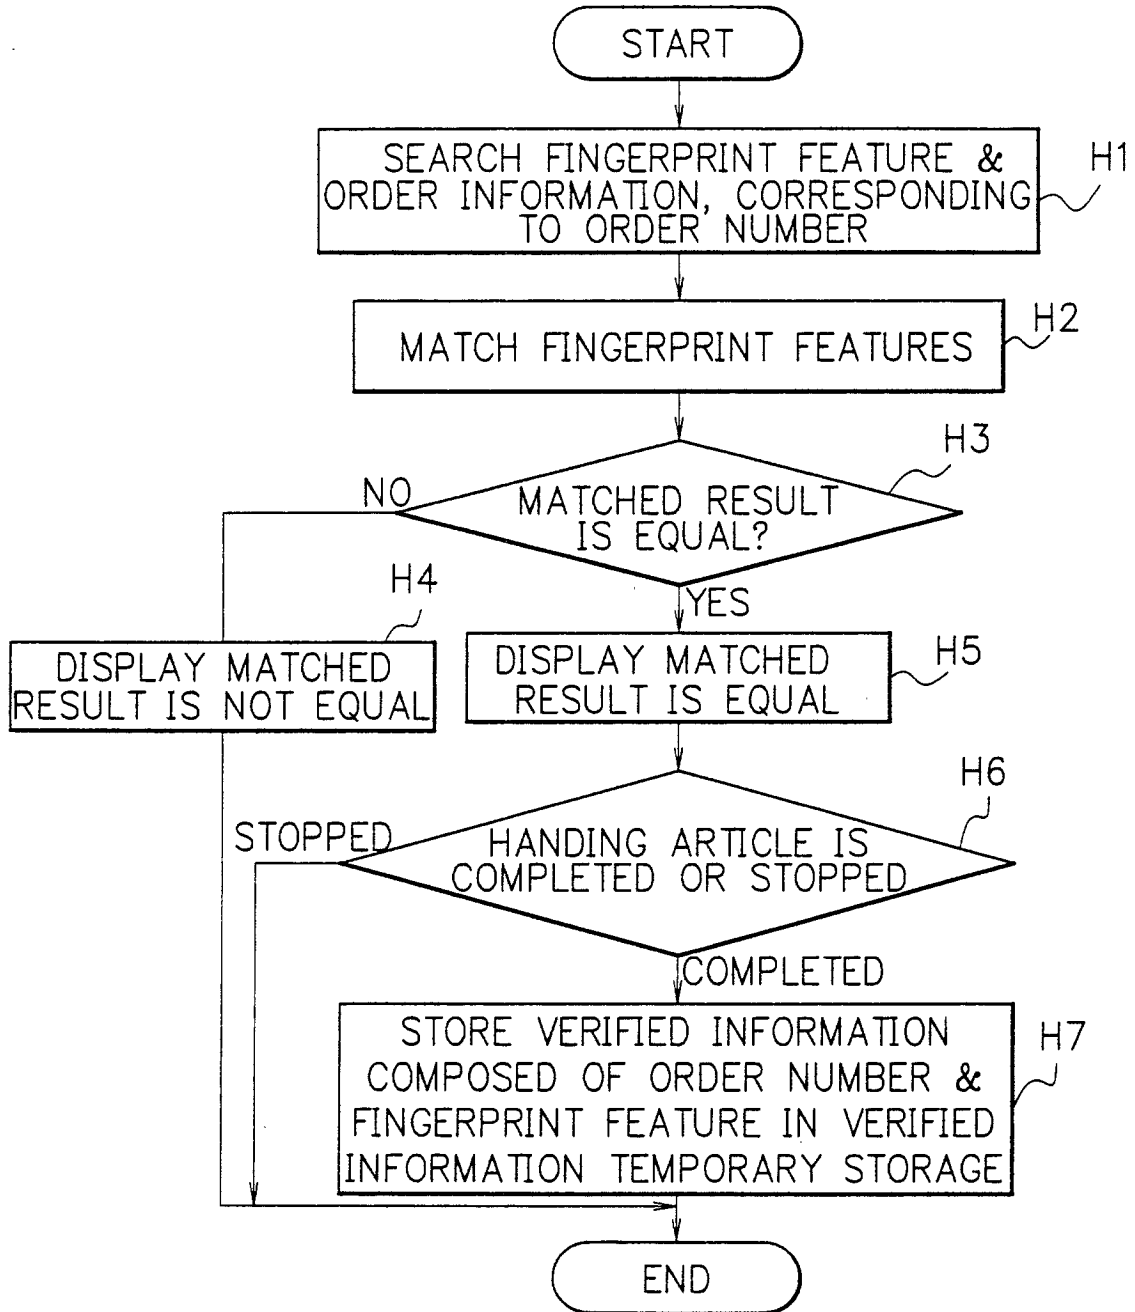 START
SEARCH FINGERPRINT FEATURE &
ORDER INFORMATION, CORRESPONDING
TO ORDER NUMBER
H1
MATCH FINGERPRINT FEATURES
H2
H3
NO
MATCHED RESULT
IS EQUAL?
YES
H4
DISPLAY MATCHED
RESULT IS NOT EQUAL
DISPLAY MATCHED
RESULT IS EQUAL
H5
H6
STOPPED
HANDING ARTICLE IS
COMPLETED OR STOPPED
COMPLETED
STORE VERIFIED INFORMATION
COMPOSED OF ORDER NUMBER &
FINGERPRINT FEATURE IN VERIFIED
INFORMATION TEMPORARY STORAGE
H7
END